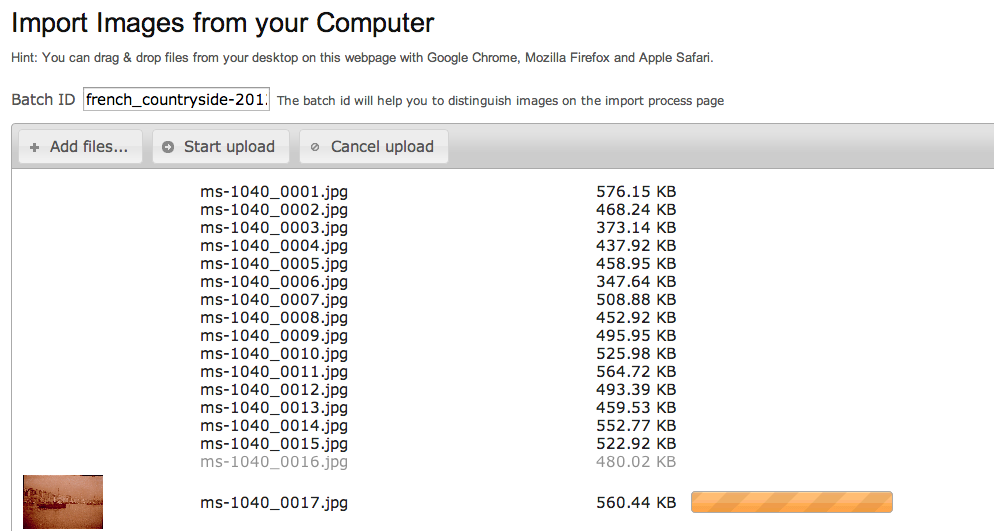 Import Images from your Computer
Hint: You can drag & drop files from your desktop on this webpage with Google Chrome, Mozilla Firefox and Apple Safari.
Batch ID french_countryside-201 The batch id will help you to distinguish images on the import process page
Add files... Start upload Cancel upload
ms-1040_0001.jpg 576.15 KB
ms-1040_0002.jpg 468.24 KB
ms-1040_0003.jpg 373.14 KB
ms-1040_0004.jpg 437.92 KB
ms-1040_0005.jpg 458.95 KB
ms-1040_0006.jpg 347.64 KB
ms-1040_0007.jpg 508.88 KB
ms-1040_0008.jpg 452.92 KB
ms-1040_0009.jpg 495.95 KB
ms-1040_0010.jpg 525.98 KB
ms-1040_0011.jpg 564.72 KB
ms-1040_0012.jpg 493.39 KB
ms-1040_0013.jpg 459.53 KB
ms-1040_0014.jpg 552.77 KB
ms-1040_0015.jpg 522.92 KB
ms-1040_0016.jpg 480.02 KB
ms-1040_0017.jpg 560.44 KB